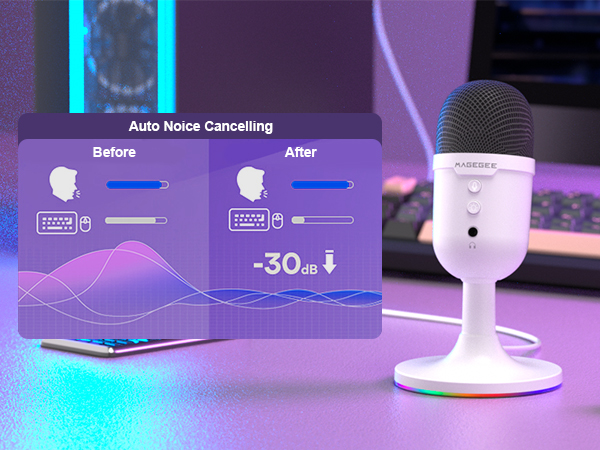 Auto Noice Cancelling
Before
After
-30dB
MAGEGEE